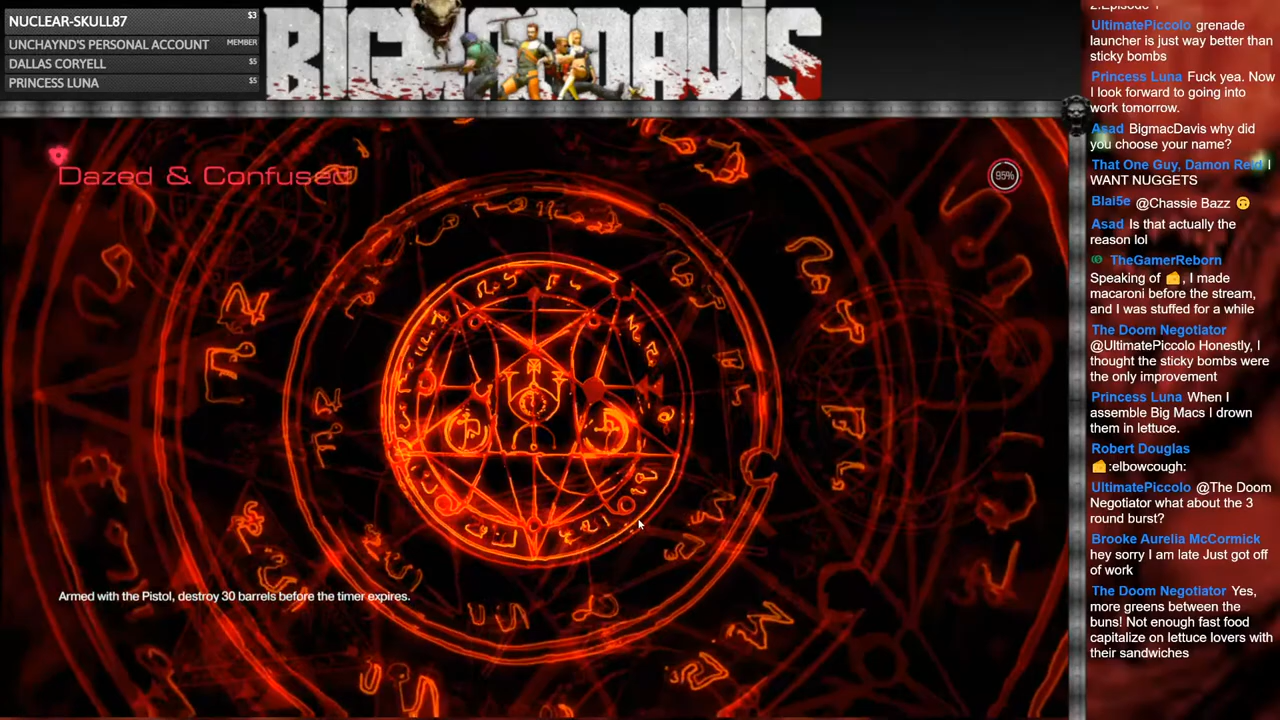 NUCLEAR-SKULL87 $3
UNCHAYND'S PERSONAL ACCOUNT MEMBER
DALLAS CORYELL $5
PRINCESS LUNA $5
Dazed & Confused
95%
Armed with the Pistol, destroy 30 barrels before the timer expires.
UltimatePiccolo grenade
launcher is just way better than
sticky bombs
Princess Luna Fuck yea. Now
I look forward to going into
work tomorrow.
Asad BigmacDavis why did
you choose your name?
That One Guy, Damon Reid I
WANT NUGGETS
Blai5e @Chassie Bazz 🙃
Asad Is that actually the
reason lol
TheGamerReborn
Speaking of 🧀, I made
macaroni before the stream,
and I was stuffed for a while
The Doom Negotiator
@UltimatePiccolo Honestly, I
thought the sticky bombs were
the only improvement
Princess Luna When I
assemble Big Macs I drown
them in lettuce.
Robert Douglas
🧀:elbowcough:
UltimatePiccolo @The Doom
Negotiator what about the 3
round burst?
Brooke Aurelia McCormick
hey sorry I am late Just got off
of work
The Doom Negotiator Yes,
more greens between the
buns! Not enough fast food
capitalize on lettuce lovers with
their sandwiches